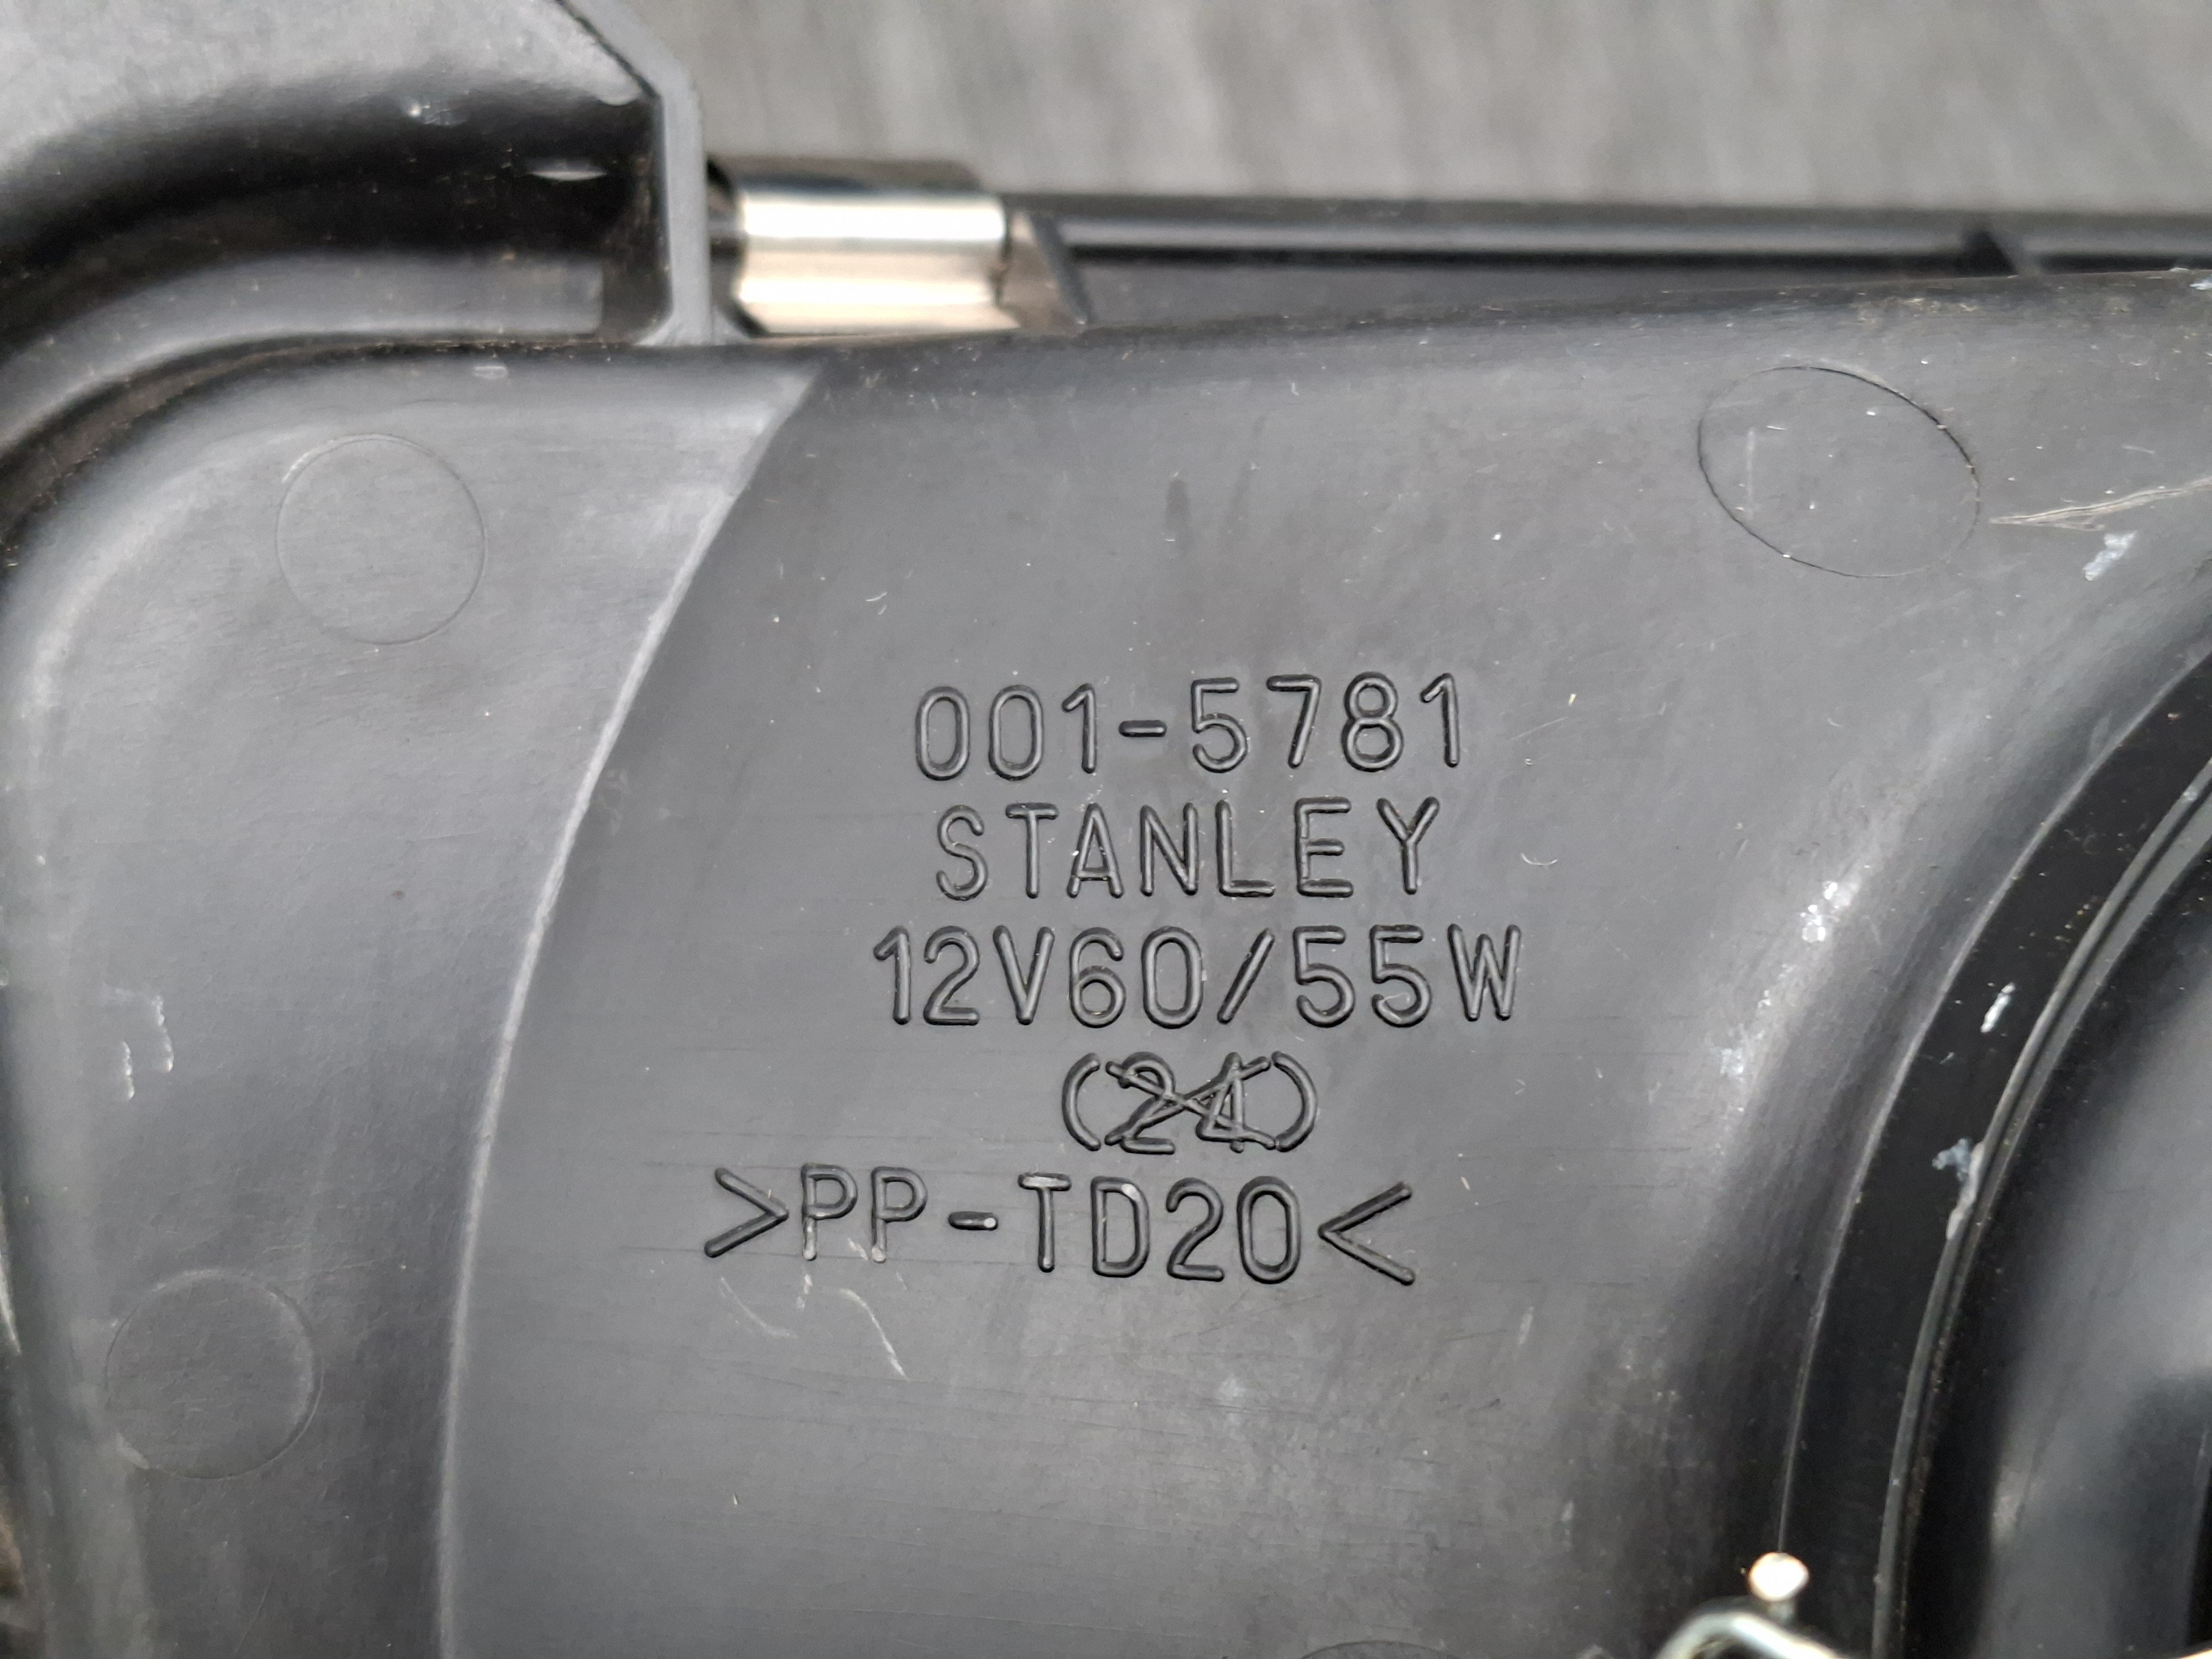 001-5781
STANLEY
12V60/55W
(24)
>PP-TD20<